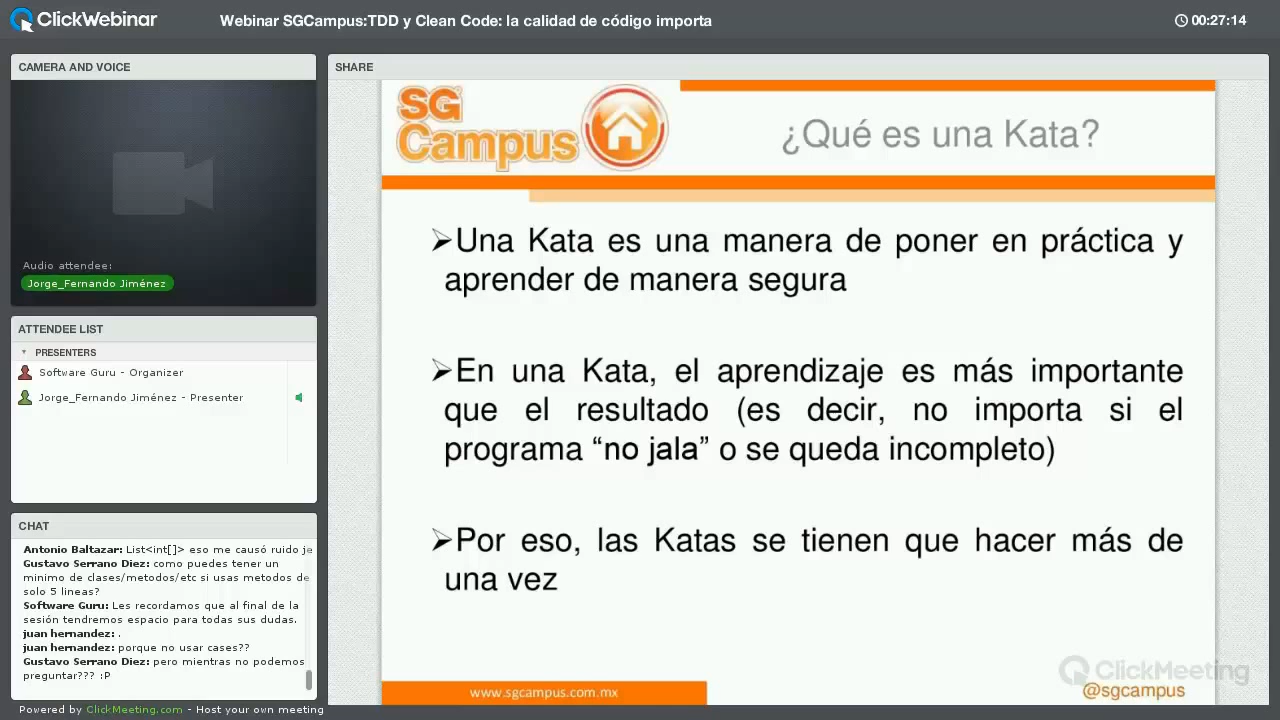 ClickWebinar
Webinar SGCampus:TDD y Clean Code: la calidad de código importa
00:27:14
CAMERA AND VOICE
Audio attendee:
Jorge_Fernando Jiménez
ATTENDEE LIST
PRESENTERS
Software Guru - Organizer
Jorge_Fernando Jiménez - Presenter
CHAT
Antonio Baltazar: List<int[]> eso me causó ruido je
Gustavo Serrano Diez: como puedes tener un
minimo de clases/metodos/etc si usas metodos de
solo 5 lineas?
Software Guru: Les recordamos que al final de la
sesión tendremos espacio para todas sus dudas.
juan hernandez: .
juan hernandez: porque no usar cases??
Gustavo Serrano Diez: pero mientras no podemos
preguntar??? :P
Powered by ClickMeeting.com - Host your own meeting
SHARE
SG
Campus
¿Qué es una Kata?
➢Una Kata es una manera de poner en práctica y
aprender de manera segura
➢En una Kata, el aprendizaje es más importante
que el resultado (es decir, no importa si el
programa “no jala” o se queda incompleto)
➢Por eso, las Katas se tienen que hacer más de
una vez
www.sgcampus.com.mx
ClickMeeting
@sgcampus